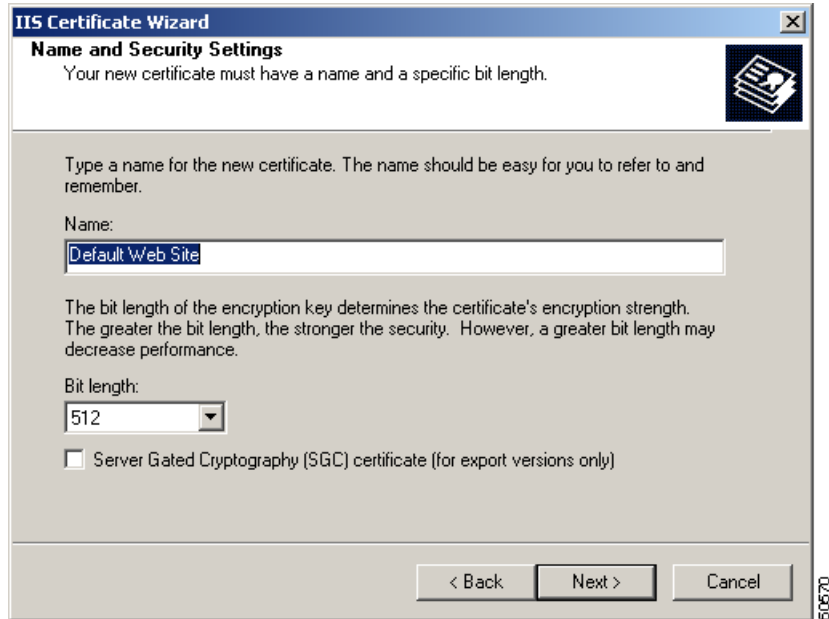 IIS Certificate Wizard
Name and Security Settings
Your new certificate must have a name and a specific bit length.
Type a name for the new certificate. The name should be easy for you to refer to and
remember.
Name:
Default Web Site
The bit length of the encryption key determines the certificate's encryption strength.
The greater the bit length, the stronger the security. However, a greater bit length may
decrease performance.
Bit length:
512
Server Gated Cryptography (SGC) certificate (for export versions only)
< Back
Next >
Cancel
50570